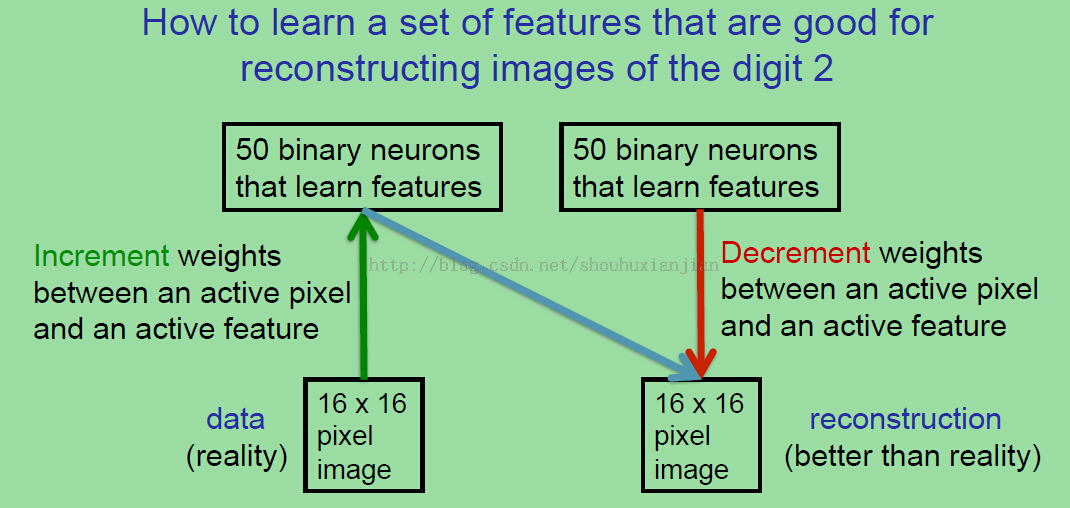 How to learn a set of features that are good for
reconstructing images of the digit 2
50 binary neurons
that learn features
50 binary neurons
that learn features
Increment weights
between an active pixel
and an active feature
http://blog.csdn.net/shouhuxianjian
Decrement weights
between an active pixel
and an active feature
data
(reality)
16 x 16
pixel
image
16 x 16
pixel
image
reconstruction
(better than reality)